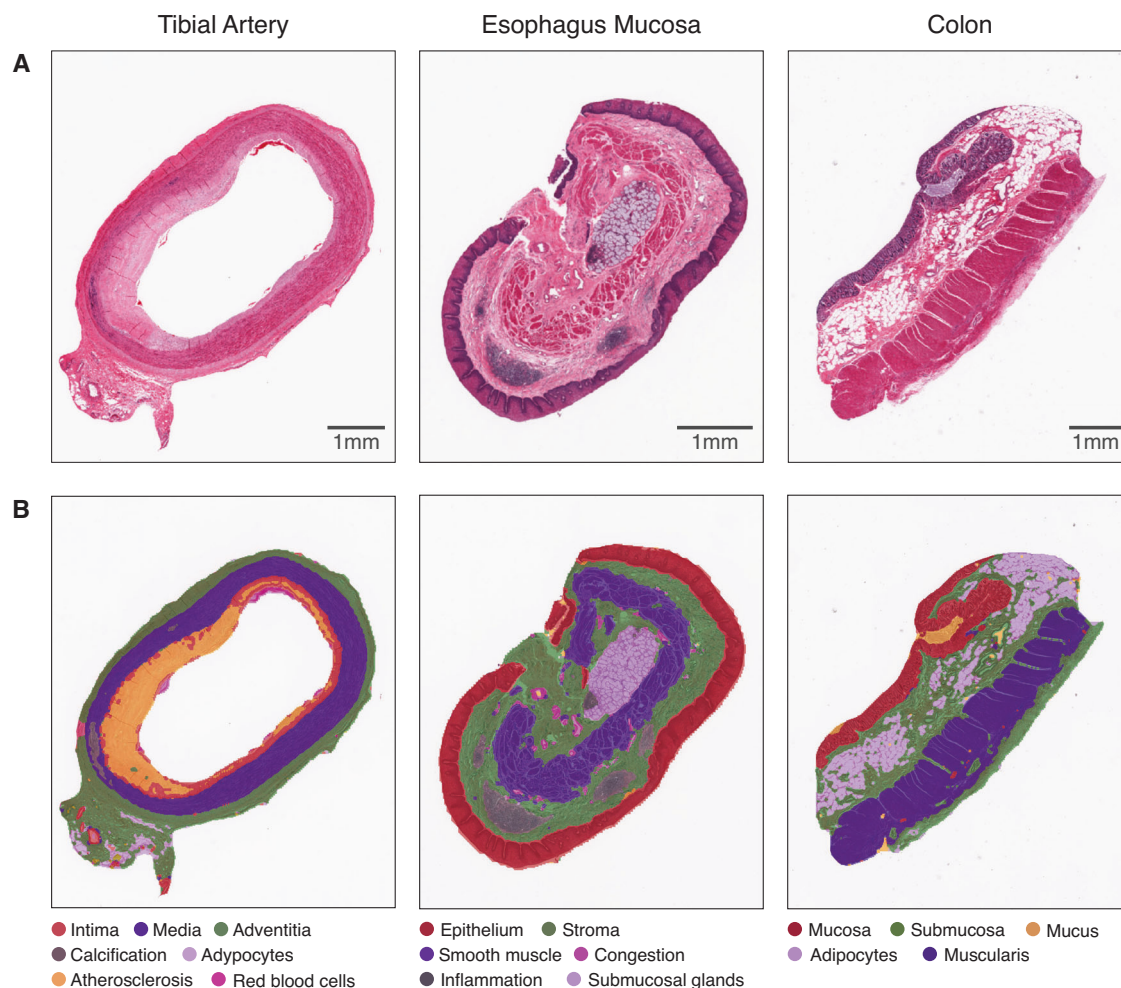 Tibial Artery
Esophagus Mucosa
Colon
A
1mm
1mm
1mm
B
Intima Media Adventitia
Calcification Adypocytes
Atherosclerosis Red blood cells
Epithelium Stroma
Smooth muscle Congestion
Inflammation Submucosal glands
Mucosa Submucosa Mucus
Adipocytes Muscularis